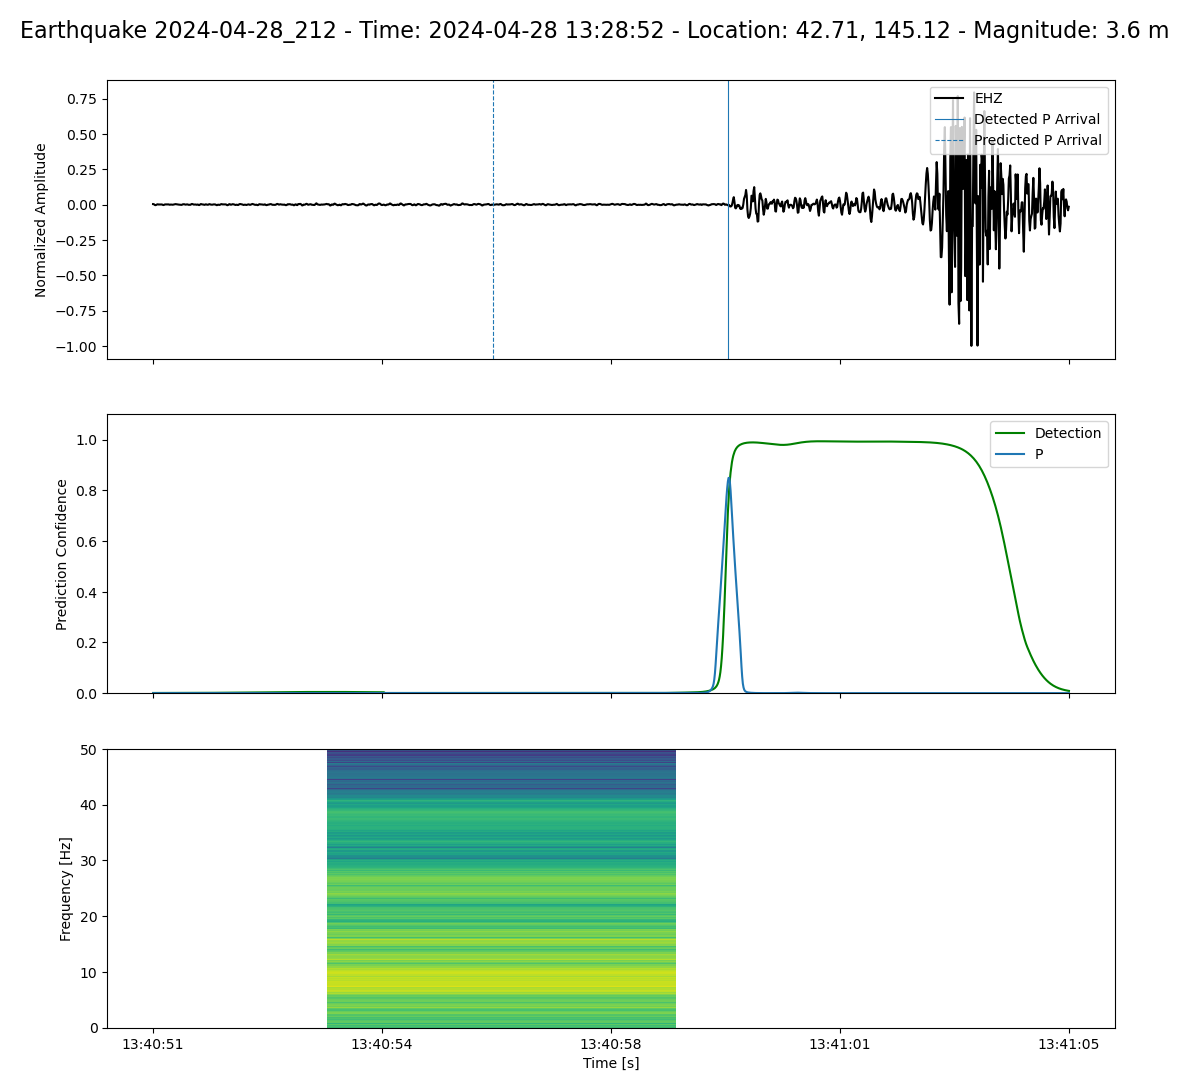 Earthquake 2024-04-28_212 - Time: 2024-04-28 13:28:52 - Location: 42.71, 145.12 - Magnitude: 3.6 m
Normalized Amplitude
0.75
0.50
0.25
0.00
−0.25
−0.50
−0.75
−1.00
EHZ
Detected P Arrival
Predicted P Arrival
Prediction Confidence
1.0
0.8
0.6
0.4
0.2
0.0
Detection
P
Frequency [Hz]
50
40
30
20
10
0
13:40:51 13:40:54 13:40:58 13:41:01 13:41:05
Time [s]